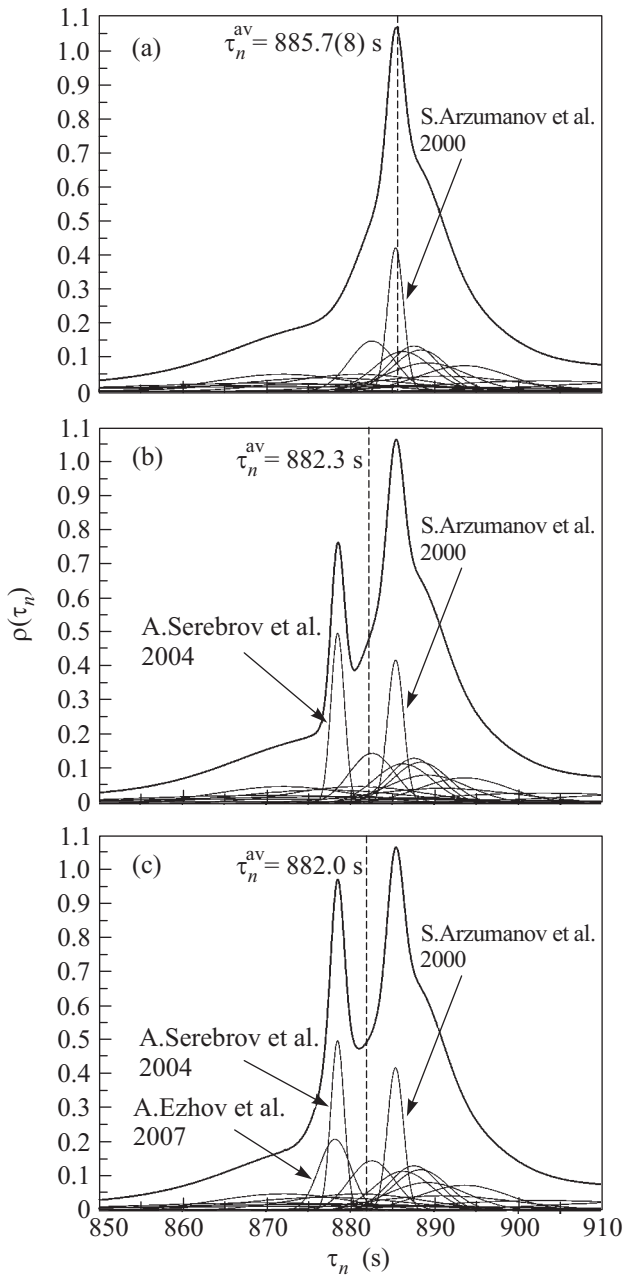 1.1
1.0
0.9
0.8
0.7
0.6
0.5
0.4
0.3
0.2
0.1
0
(a)
τₙᵃᵛ = 885.7(8) s
S.Arzumanov et al.
2000
1.1
1.0
0.9
0.8
0.7
0.6
0.5
0.4
0.3
0.2
0.1
0
ρ(τₙ)
(b)
τₙᵃᵛ = 882.3 s
S.Arzumanov et al.
2000
A.Serebrov et al.
2004
1.1
1.0
0.9
0.8
0.7
0.6
0.5
0.4
0.3
0.2
0.1
0
(c)
τₙᵃᵛ = 882.0 s
S.Arzumanov et al.
2000
A.Serebrov et al.
2004
A.Ezhov et al.
2007
850 860 870 880 890 900 910
τₙ (s)